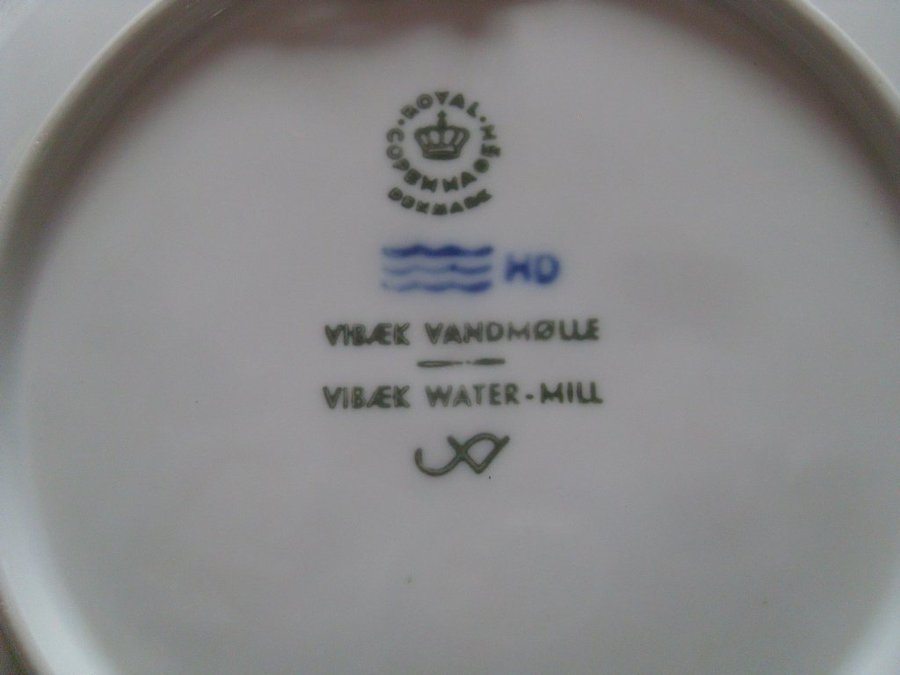 ROYAL COPENHAGEN
DENMARK
HD
VIBÆK VANDMØLLE
VIBÆK WATER-MILL